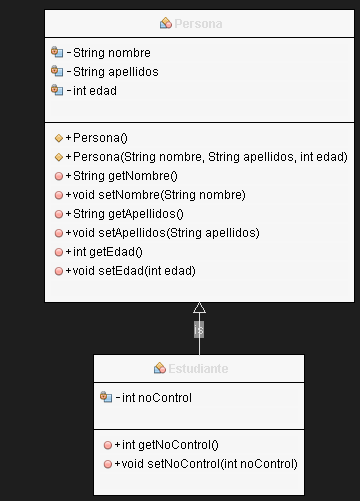 Persona
- String nombre
- String apellidos
- int edad
+ Persona()
+ Persona(String nombre, String apellidos, int edad)
+ String getNombre()
+ void setNombre(String nombre)
+ String getApellidos()
+ void setApellidos(String apellidos)
+ int getEdad()
+ void setEdad(int edad)
is
Estudiante
- int noControl
+ int getNoControl()
+ void setNoControl(int noControl)